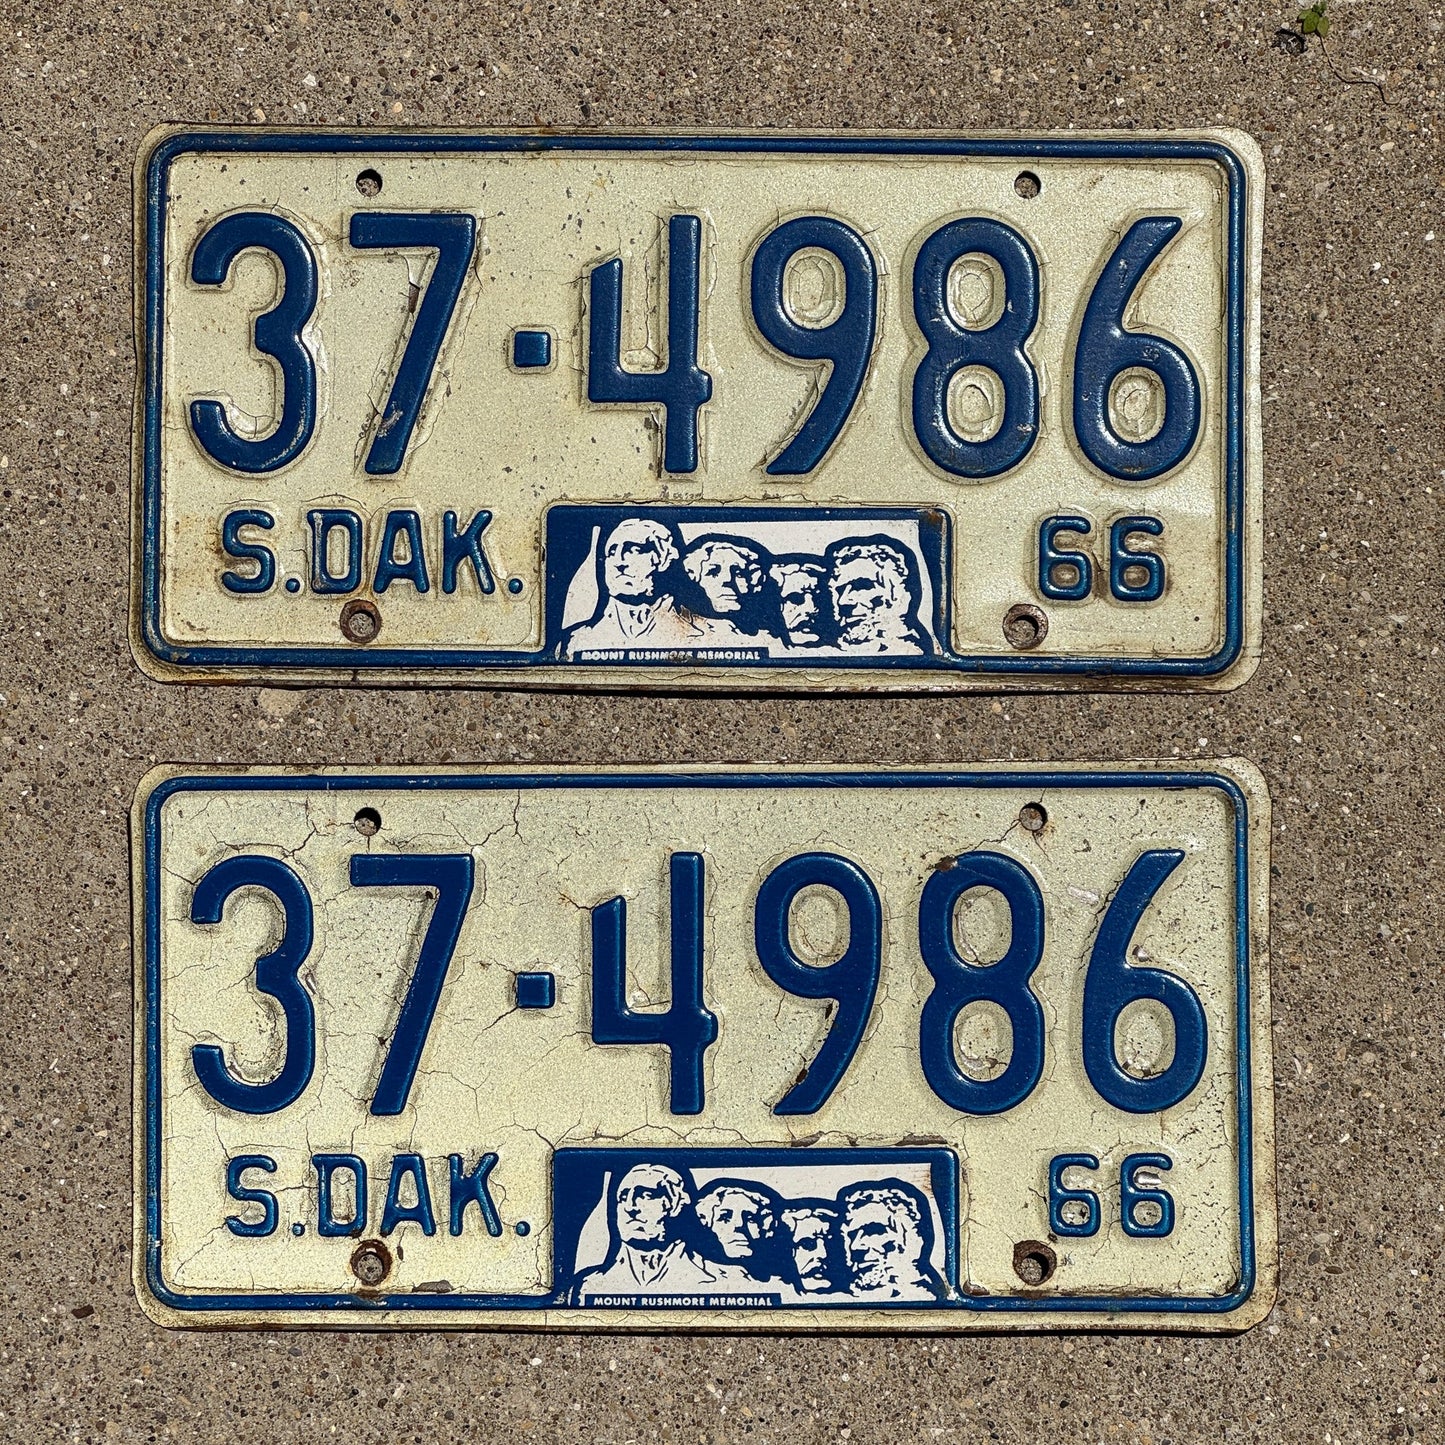 37-4986
S.DAK. 66
MOUNT RUSHMORE MEMORIAL
37-4986
S.DAK. 66
MOUNT RUSHMORE MEMORIAL